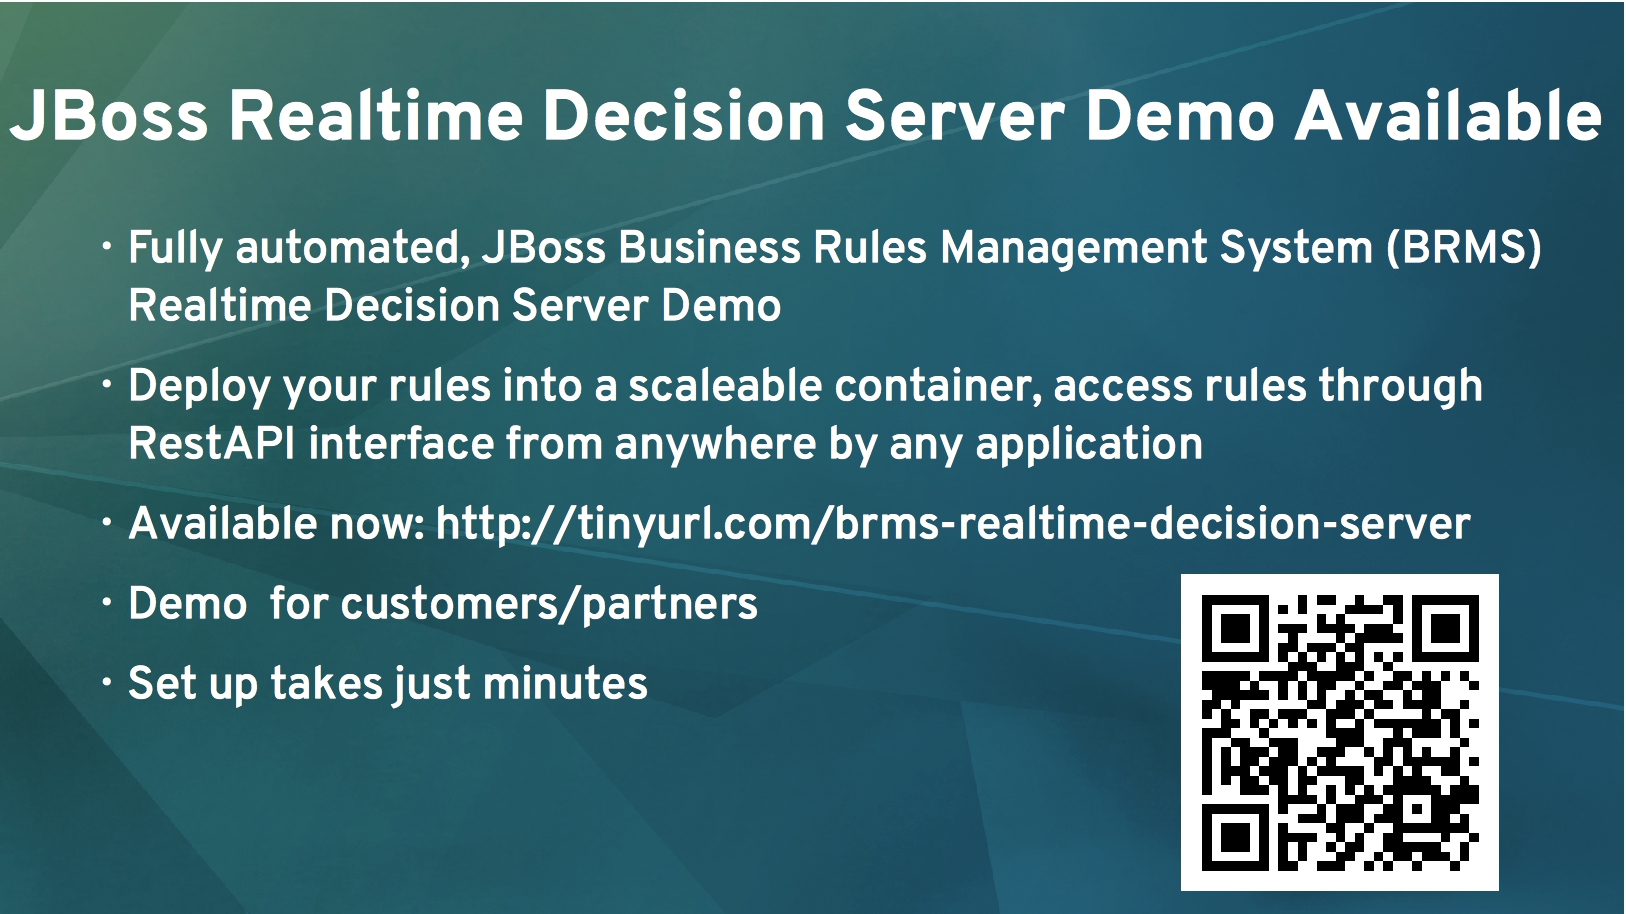 JBoss Realtime Decision Server Demo Available
• Fully automated, JBoss Business Rules Management System (BRMS)
Realtime Decision Server Demo
• Deploy your rules into a scaleable container, access rules through
RestAPI interface from anywhere by any application
• Available now: http://tinyurl.com/brms-realtime-decision-server
• Demo  for customers/partners
• Set up takes just minutes